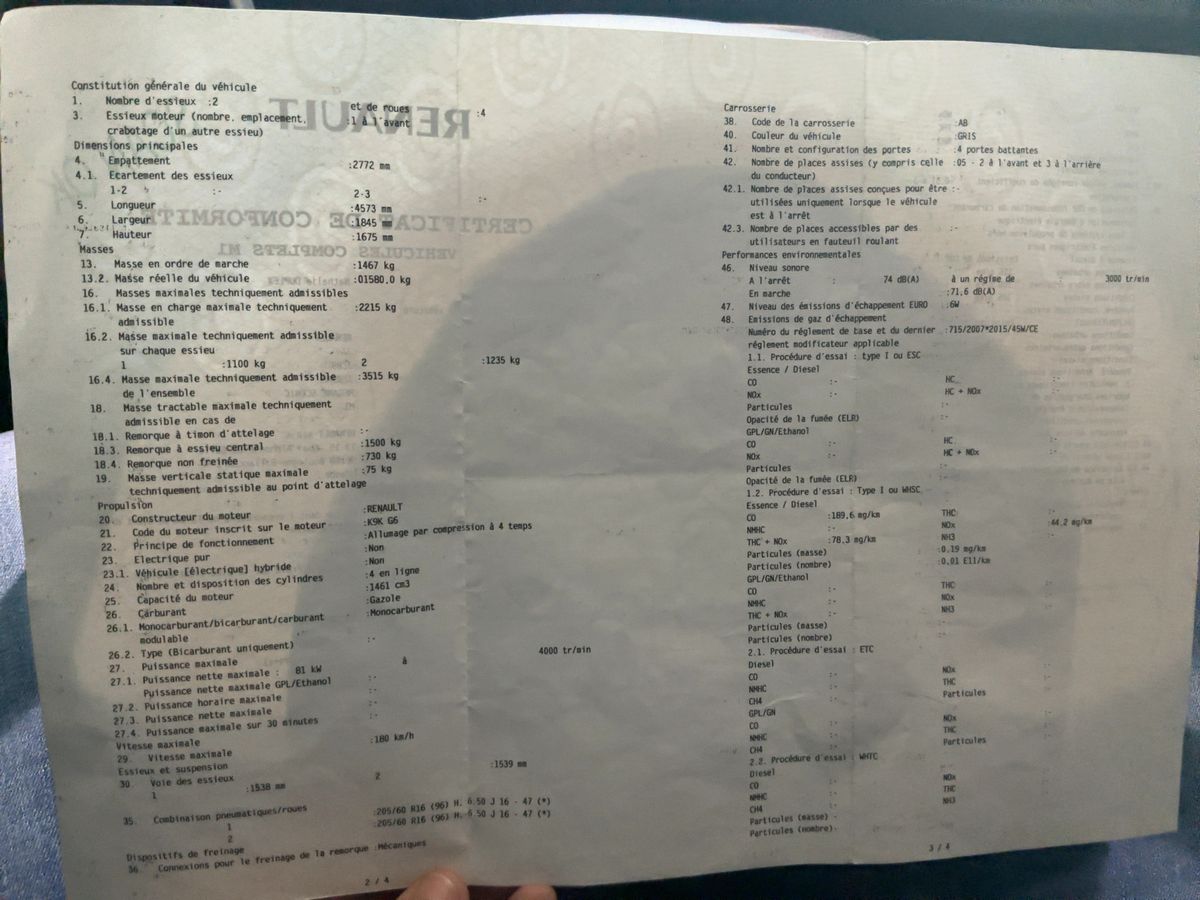 Constitution générale du véhicule
1. Nombre d'essieux :2 et de roues :4
3. Essieux moteur (nombre, emplacement, :1 à l'avant
crabotage d'un autre essieu)
Dimensions principales
4. Empattement :2772 mm
4.1. Ecartement des essieux
1-2 :- 2-3 :-
5. Longueur :4573 mm
6. Largeur :1845 mm
7. Hauteur :1675 mm
Masses
13. Masse en ordre de marche :1467 kg
13.2. Masse réelle du véhicule :01580.0 kg
16. Masses maximales techniquement admissibles
16.1. Masse en charge maximale techniquement :2215 kg
admissible
16.2. Masse maximale techniquement admissible
sur chaque essieu
1 :1100 kg 2 :1235 kg
16.4. Masse maximale techniquement admissible :3515 kg
de l'ensemble
18. Masse tractable maximale techniquement
admissible en cas de
18.1. Remorque à timon d'attelage :-
18.3. Remorque à essieu central :1500 kg
18.4. Remorque non freinée :730 kg
19. Masse verticale statique maximale :75 kg
techniquement admissible au point d'attelage
Propulsion
20. Constructeur du moteur :RENAULT
21. Code du moteur inscrit sur le moteur :K9K G6
22. Principe de fonctionnement :Allumage par compression à 4 temps
23. Electrique pur :Non
23.1. Véhicule [électrique] hybride :Non
24. Nombre et disposition des cylindres :4 en ligne
25. Capacité du moteur :1461 cm3
26. Carburant :Gazole
26.1. Monocarburant/bicarburant/carburant :Monocarburant
modulable
26.2. Type (Bicarburant uniquement) :-
27. Puissance maximale
27.1. Puissance nette maximale : 81 kW à 4000 tr/min
Puissance nette maximale GPL/Ethanol :-
27.2. Puissance horaire maximale :-
27.3. Puissance nette maximale :-
27.4. Puissance maximale sur 30 minutes
Vitesse maximale
29. Vitesse maximale :180 km/h
Essieux et suspension
30. Voie des essieux
1 :1538 mm 2 :1539 mm
35. Combinaison pneumatiques/roues
1 :205/60 R16 (96) H. 6.50 J 16 - 47 (*)
2 :205/60 R16 (96) H. 6.50 J 16 - 47 (*)
Dispositifs de freinage
36. Connexions pour le freinage de la remorque :Mécaniques
2 / 4
Carrosserie
38. Code de la carrosserie :AB
40. Couleur du véhicule :GRIS
41. Nombre et configuration des portes :4 portes battantes
42. Nombre de places assises (y compris celle :05 - 2 à l'avant et 3 à l'arrière
du conducteur)
42.1. Nombre de places assises conçues pour être :-
utilisées uniquement lorsque le véhicule
est à l'arrêt
42.3. Nombre de places accessibles par des :-
utilisateurs en fauteuil roulant
Performances environnementales
46. Niveau sonore
A l'arrêt : 74 dB(A) à un régime de 3000 tr/min
En marche :71,6 dB(A)
47. Niveau des émissions d'échappement EURO :6W
48. Emissions de gaz d'échappement
Numéro du règlement de base et du dernier :715/2007*2015/45W/CE
réglement modificateur applicable
1.1. Procédure d'essai : type I ou ESC
Essence / Diesel
CO :- HC :-
NOx :- HC + NOx :-
Particules :-
Opacité de la fumée (ELR)
GPL/GN/Ethanol
CO :- HC :-
NOx :- HC + NOx :-
Particules :-
Opacité de la fumée (ELR)
1.2. Procédure d'essai : Type I ou WHSC
Essence / Diesel
CO :189.6 mg/km THC :-
NMHC :- NOx :44.2 mg/km
THC + NOx :78.3 mg/km NH3
Particules (masse) :0.19 mg/km
Particules (nombre) :0.01 E11/km
GPL/GN/Ethanol
CO :- THC :-
NMHC :- NOx :-
THC + NOx :- NH3 :-
Particules (masse)
Particules (nombre)
2.1. Procédure d'essai : ETC
Diesel
CO :- NOx :-
NMHC :- THC :-
CH4 :- Particules :-
GPL/GN
CO :- NOx :-
NMHC :- THC :-
CH4 :- Particules :-
2.2. Procédure d'essai : WHTC
Diesel
CO :- NOx :-
NMHC :- THC :-
CH4 :- NH3 :-
Particules (masse) -
Particules (nombre)-
3 / 4
RENAULT
CERTIFICAT DE CONFORMITE
VEHICULES COMPLETS M1